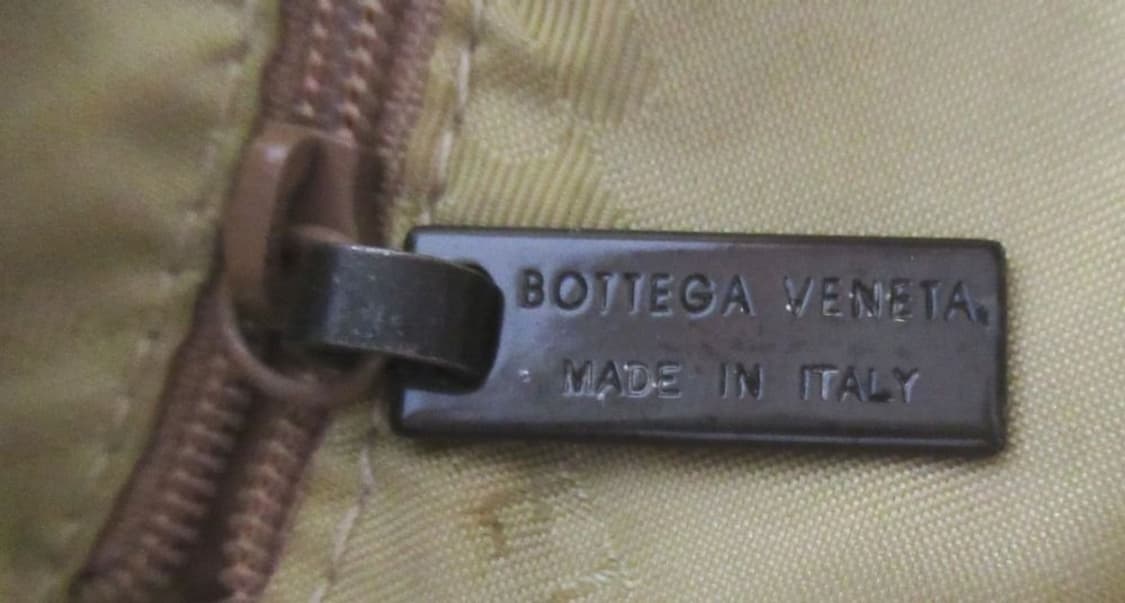 BOTTEGA VENETA.
MADE IN ITALY